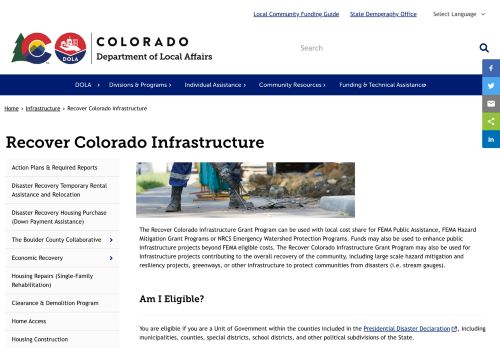 Local Community Funding Guide State Demography Office Select Language
COLORADO
Department of Local Affairs
DOLA
Search
DOLA Divisions & Programs Individual Assistance Community Resources Funding & Technical Assistance
Home › Infrastructure › Recover Colorado Infrastructure
Recover Colorado Infrastructure
Action Plans & Required Reports
Disaster Recovery Temporary Rental
Assistance and Relocation
Disaster Recovery Housing Purchase
(Down Payment Assistance)
The Boulder County Collaborative
Economic Recovery
Housing Repairs (Single-Family
Rehabilitation)
Clearance & Demolition Program
Home Access
Housing Construction
The Recover Colorado Infrastructure Grant Program can be used with local cost share for FEMA Public Assistance, FEMA Hazard
Mitigation Grant Programs or NRCS Emergency Watershed Protection Programs. Funds may also be used to enhance public
infrastructure projects beyond FEMA eligible costs. The Recover Colorado Infrastructure Grant Program may also be used for
infrastructure projects contributing to the overall recovery of the community, including large scale hazard mitigation and
resiliency projects, greenways, or other infrastructure to protect communities from disasters (i.e. stream gauges).
Am I Eligible?
You are eligible if you are a Unit of Government within the counties included in the Presidential Disaster Declaration, including
municipalities, counties, special districts, school districts, and other political subdivisions of the State.